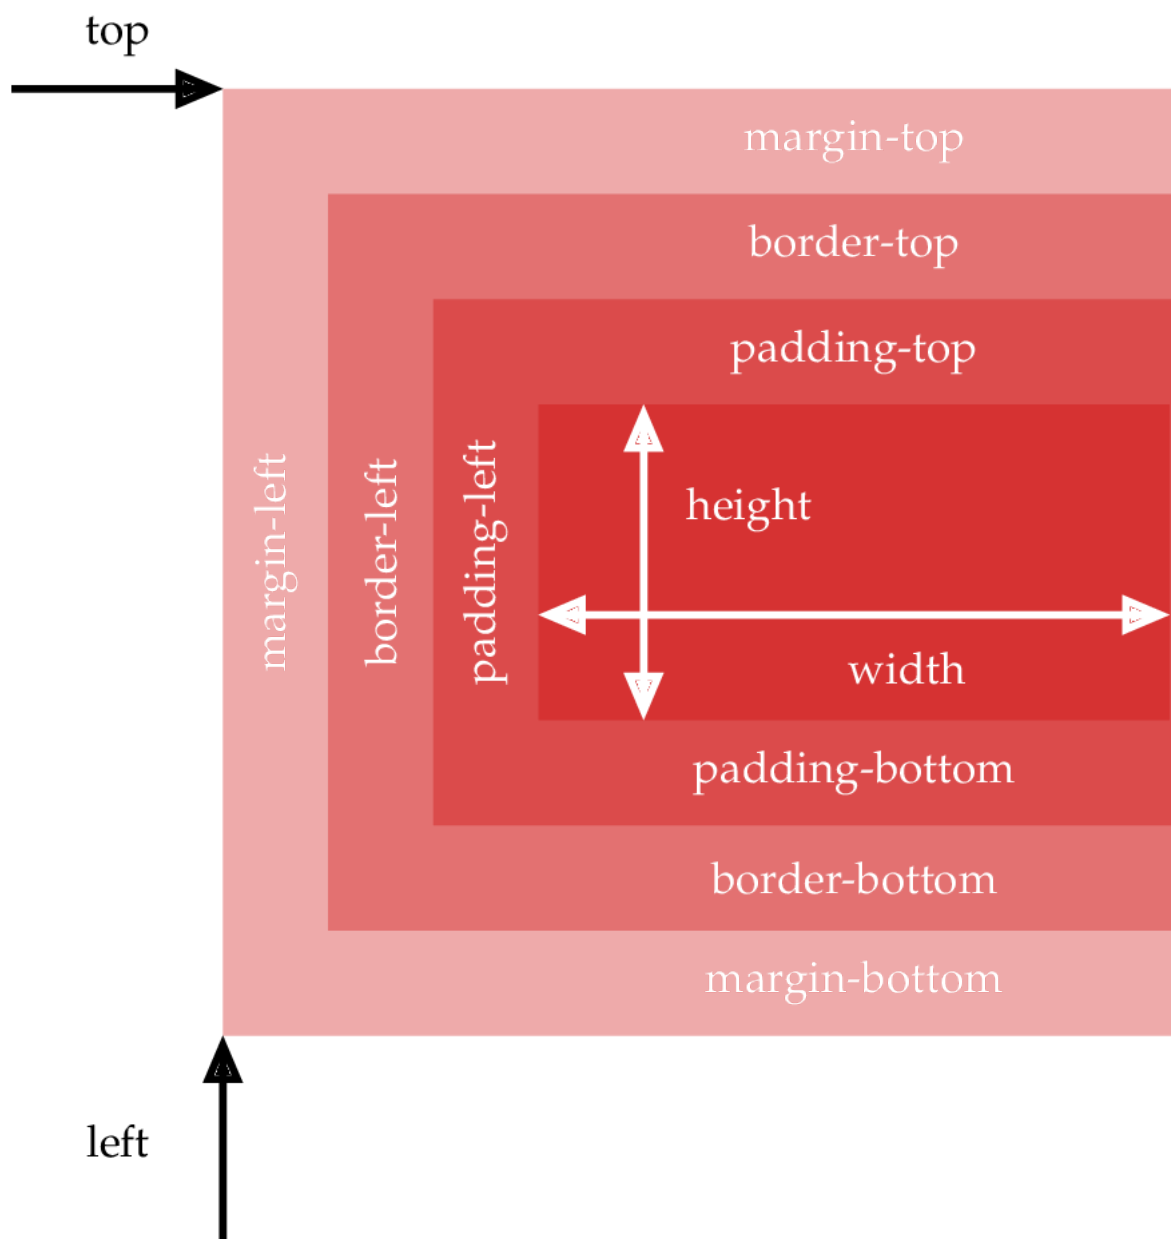 top
margin-top
border-top
padding-top
margin-left
border-left
padding-left
height
width
padding-bottom
border-bottom
margin-bottom
left